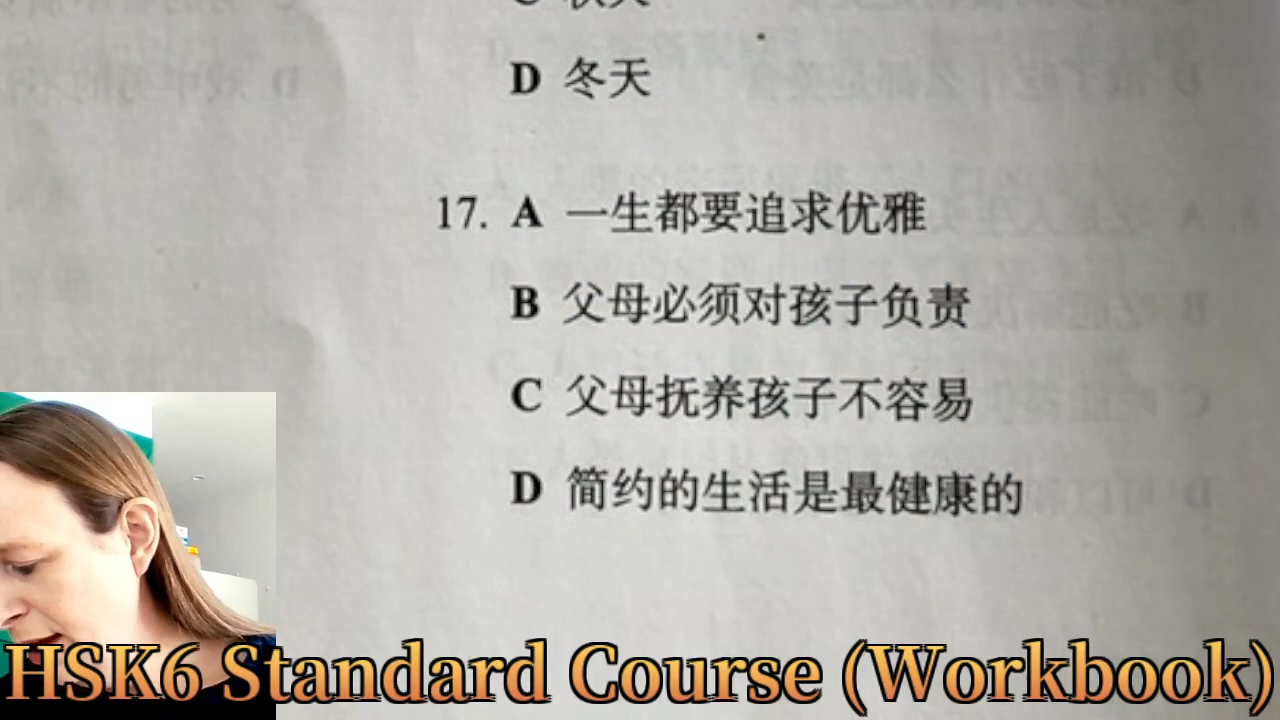 D 冬天
17. A 一生都要追求优雅
B 父母必须对孩子负责
C 父母抚养孩子不容易
D 简约的生活是最健康的
HSK6 Standard Course (Workbook)